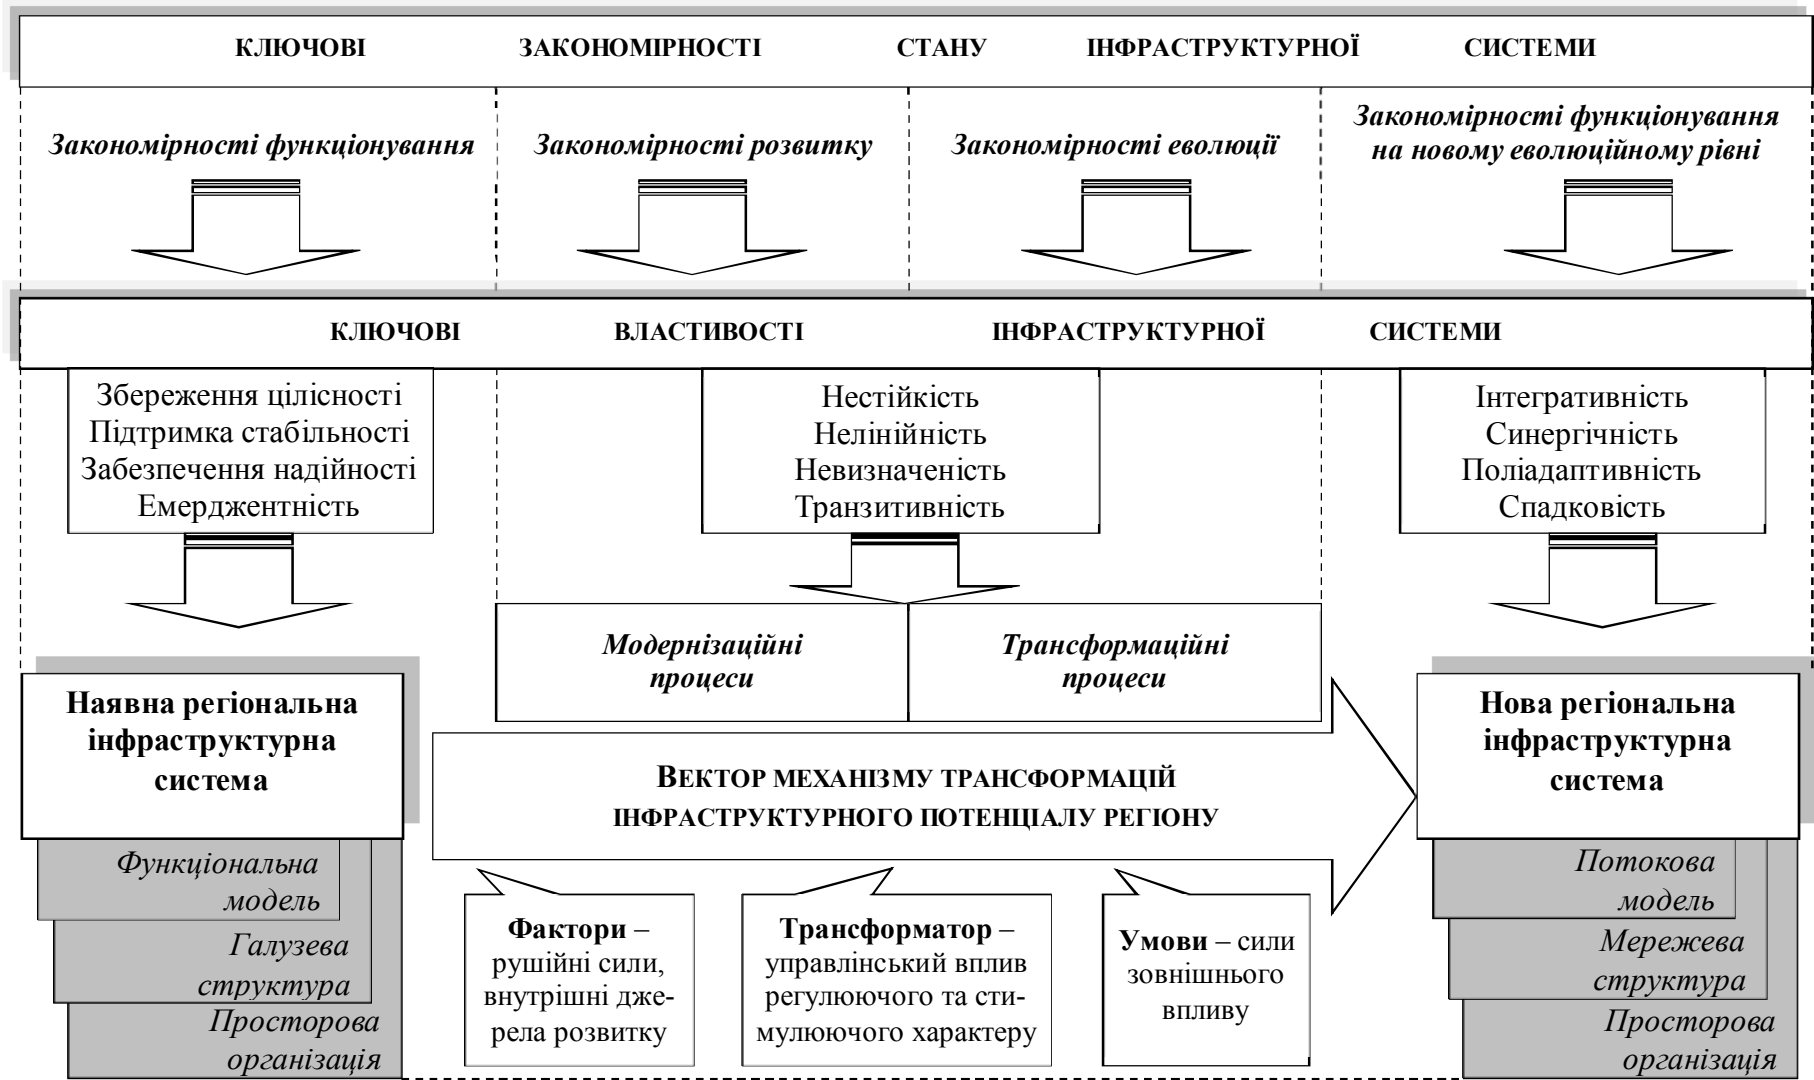 КЛЮЧОВІ ЗАКОНОМІРНОСТІ СТАНУ ІНФРАСТРУКТУРНОЇ СИСТЕМИ
Закономірності функціонування
Закономірності розвитку
Закономірності еволюції
Закономірності функціонування
на новому еволюційному рівні
КЛЮЧОВІ ВЛАСТИВОСТІ ІНФРАСТРУКТУРНОЇ СИСТЕМИ
Збереження цілісності
Підтримка стабільності
Забезпечення надійності
Емерджентність
Нестійкість
Нелінійність
Невизначеність
Транзитивність
Інтегративність
Синергічність
Поліадаптивність
Спадковість
Модернізаційні
процеси
Трансформаційні
процеси
Наявна регіональна
інфраструктурна
система
Функціональна
модель
Галузева
структура
Просторова
організація
ВЕКТОР МЕХАНІЗМУ ТРАНСФОРМАЦІЙ
ІНФРАСТРУКТУРНОГО ПОТЕНЦІАЛУ РЕГІОНУ
Фактори –
рушійні сили,
внутрішні дже-
рела розвитку
Трансформатор –
управлінський вплив
регулюючого та сти-
мулюючого характеру
Умови – сили
зовнішнього
впливу
Нова регіональна
інфраструктурна
система
Потокова
модель
Мережева
структура
Просторова
організація